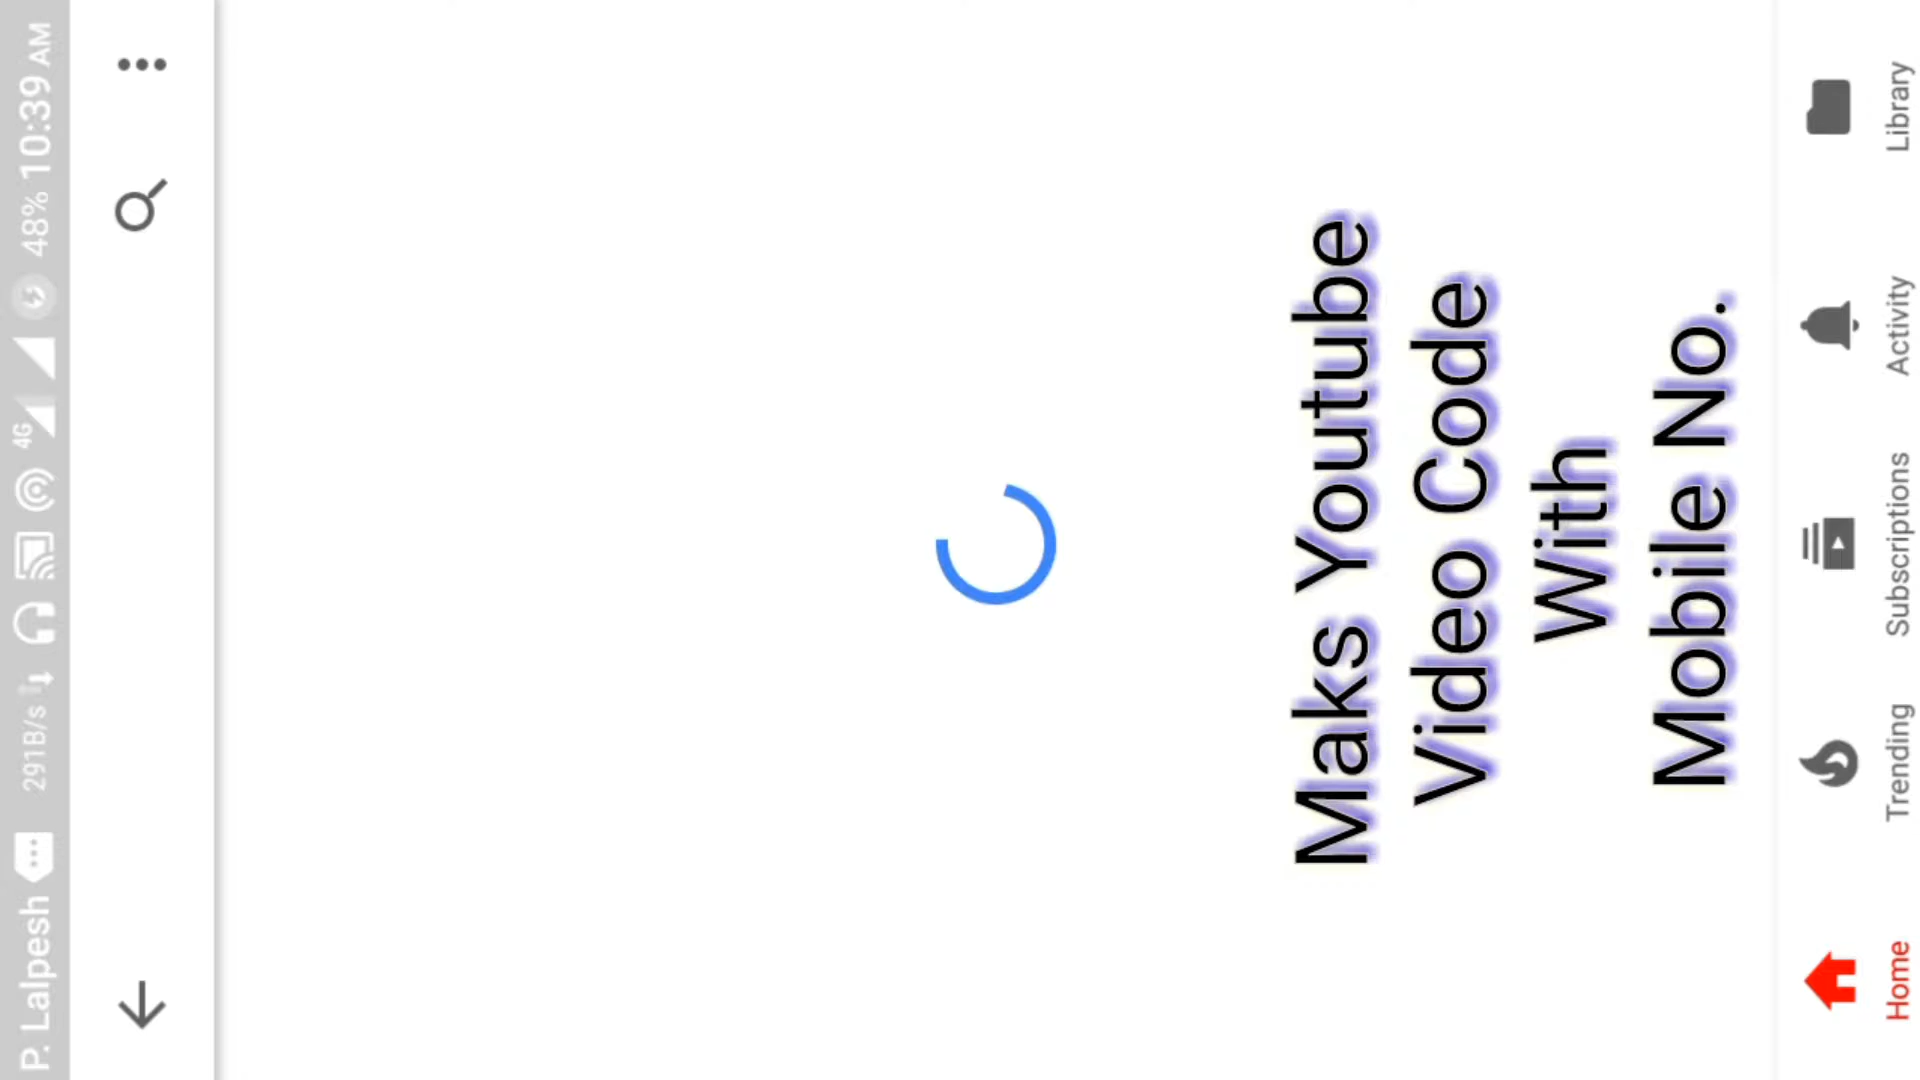 P. Lalpesh 291B/s 4G 48% 10:39 AM
Maks Youtube
Video Code
With
Mobile No.
Home Trending Subscriptions Activity Library